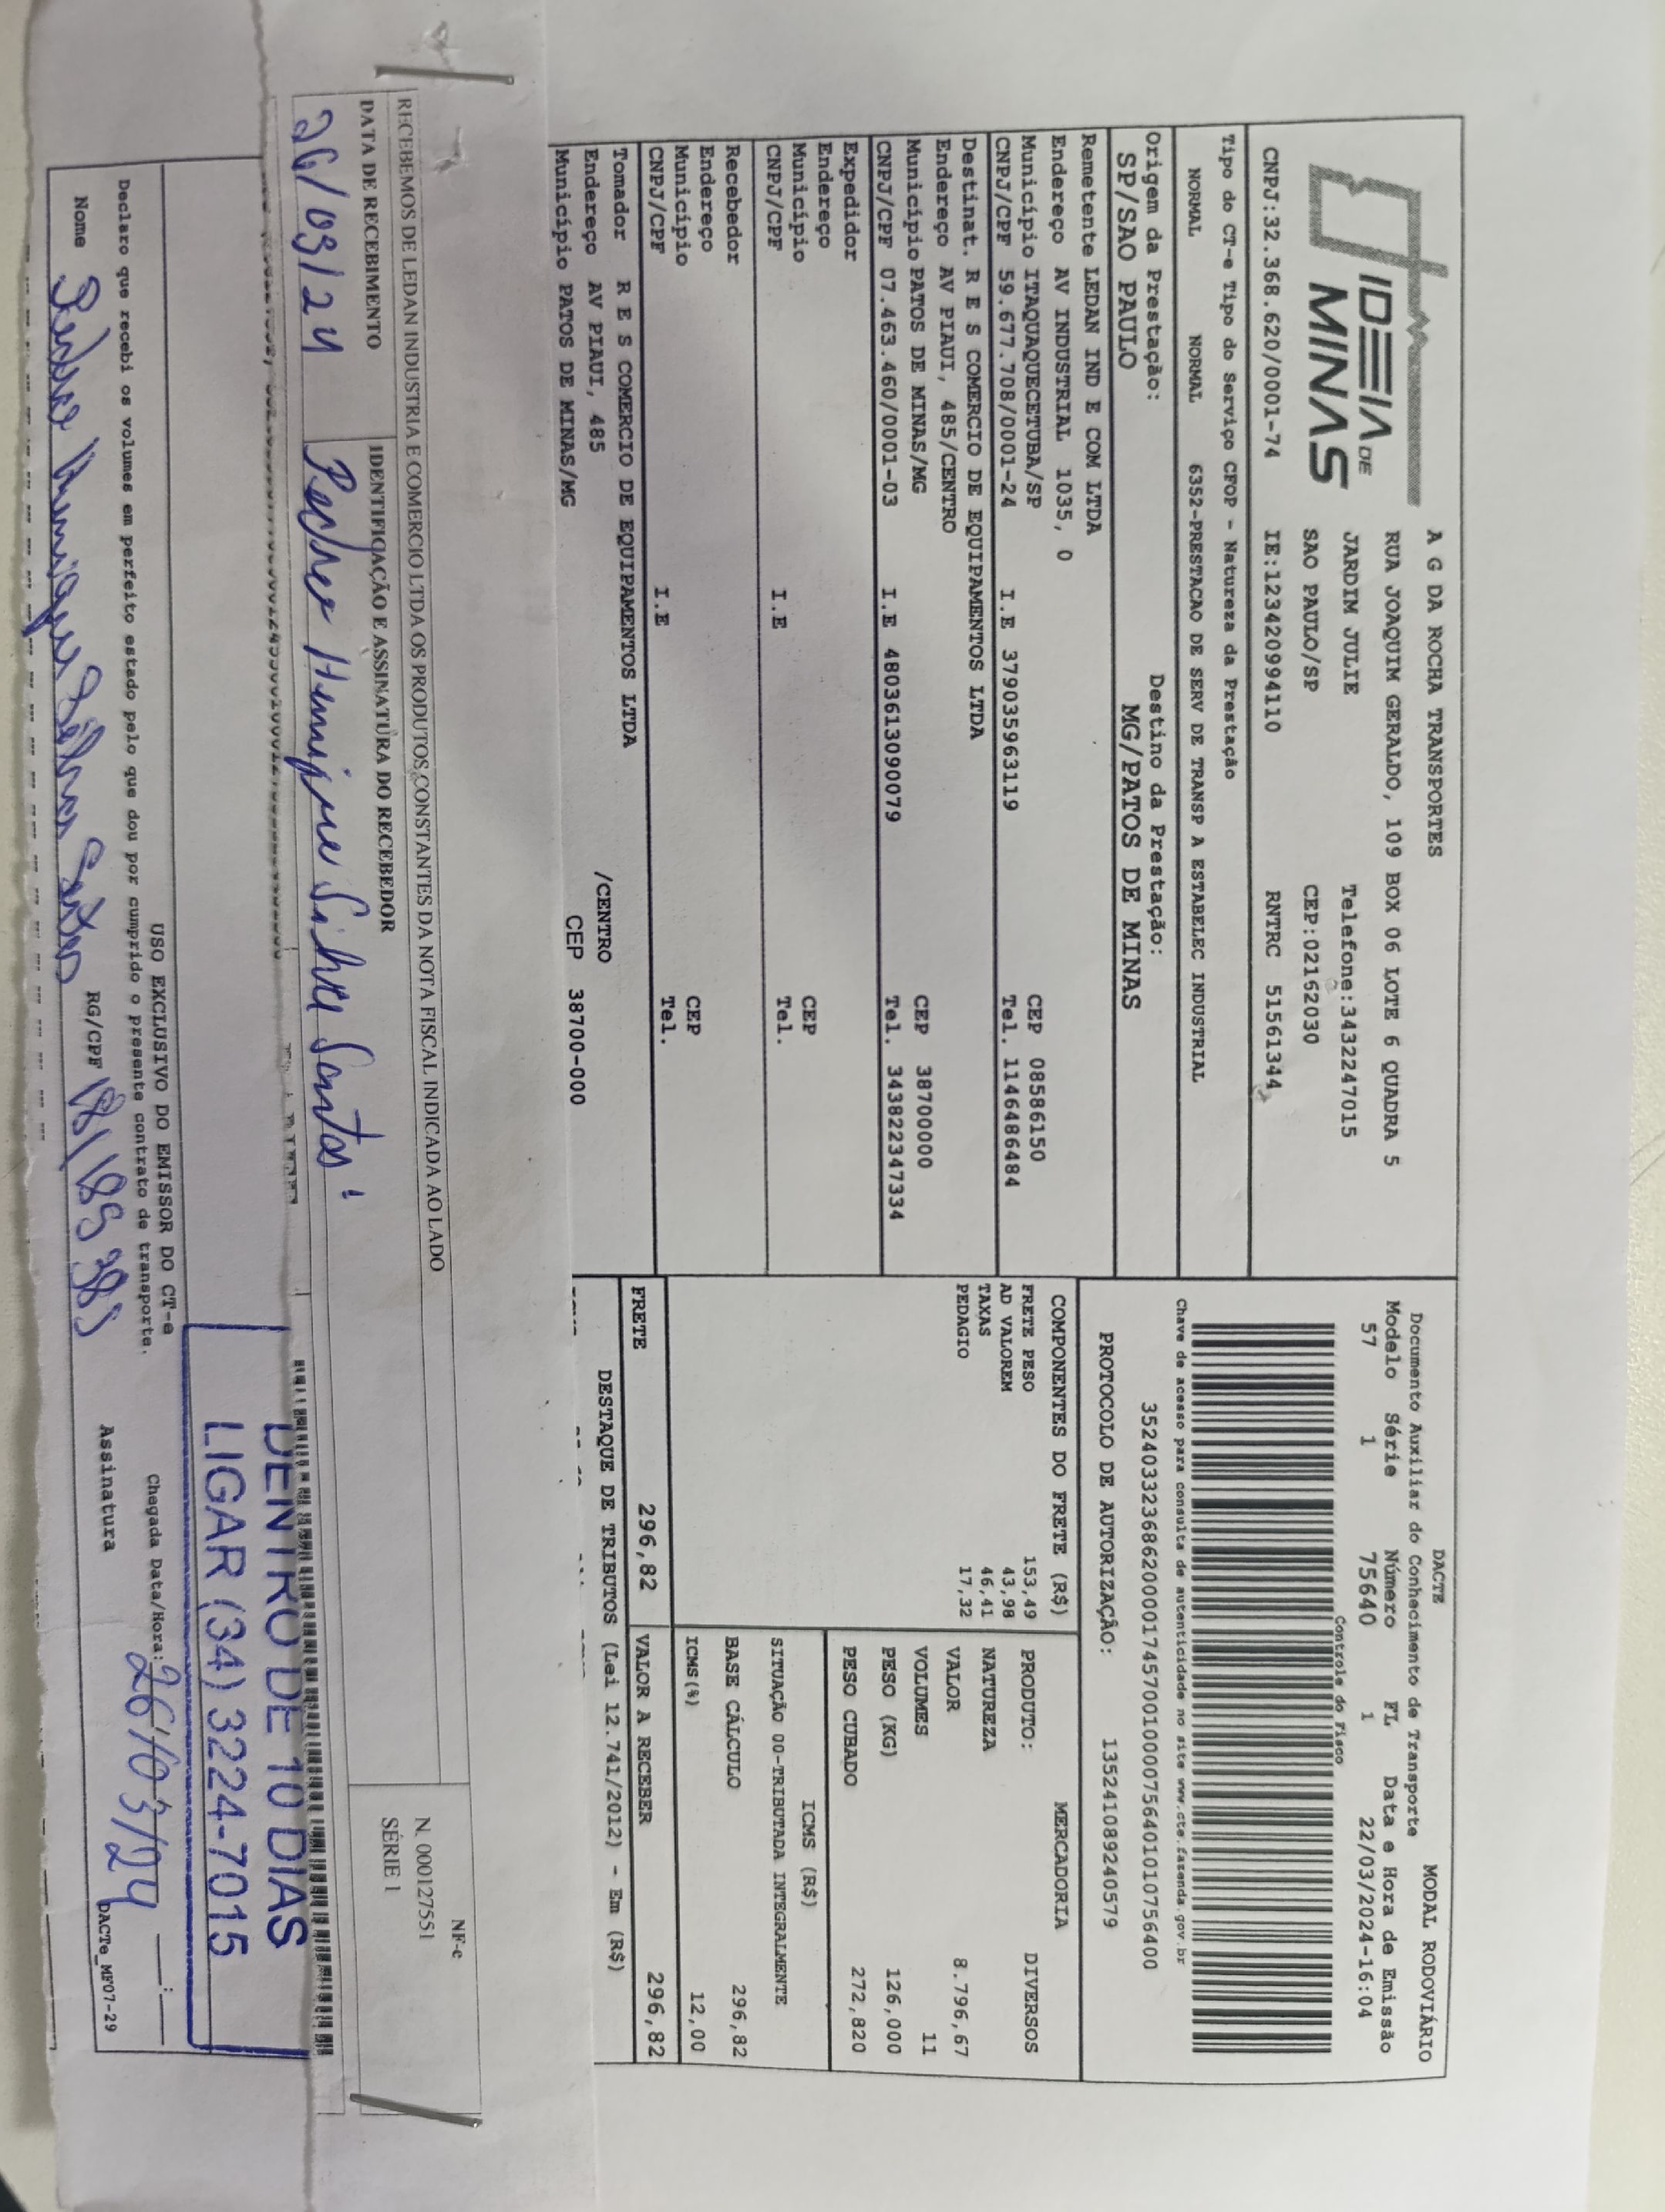 IDEIA DE
MINAS
A G DA ROCHA TRANSPORTES
RUA JOAQUIM GERALDO, 109 BOX 06 LOTE 6 QUADRA 5
JARDIM JULIE Telefone:3432247015
SAO PAULO/SP CEP:02162030
CNPJ:32.368.620/0001-74 IE:123420994110 RNTRC 51561344
Tipo do CT-e Tipo do Serviço CFOP - Natureza da Prestação
NORMAL NORMAL 6352-PRESTACAO DE SERV DE TRANSP A ESTABELEC INDUSTRIAL
Origem da Prestação: Destino da Prestação:
SP/SAO PAULO MG/PATOS DE MINAS
Remetente LEDAN IND E COM LTDA
Endereço AV INDUSTRIAL 1035, 0
Município ITAQUAQUECETUBA/SP CEP 08586150
CNPJ/CPF 59.677.708/0001-24 I.E 379035963119 Tel. 1146486484
Destinat. R E S COMERCIO DE EQUIPAMENTOS LTDA
Endereço AV PIAUI, 485/CENTRO
Município PATOS DE MINAS/MG CEP 38700000
CNPJ/CPF 07.463.460/0001-03 I.E 4803613090079 Tel. 343822347334
Expedidor
Endereço
Município CEP
CNPJ/CPF I.E Tel.
Recebedor
Endereço
Município CEP
CNPJ/CPF I.E Tel.
Tomador R E S COMERCIO DE EQUIPAMENTOS LTDA
Endereço AV PIAUI, 485 /CENTRO
Município PATOS DE MINAS/MG CEP 38700-000
DACTE MODAL RODOVIÁRIO
Documento Auxiliar do Conhecimento de Transporte
Modelo Série Número FL Data e Hora de Emissão
57 1 75640 1 22/03/2024-16:04
Controle do Fisco
Chave de acesso para consulta de autenticidade no site www.cte.fazenda.gov.br
35240332368620000174570010000756401010756400
PROTOCOLO DE AUTORIZAÇÃO: 135241089240579
COMPONENTES DO FRETE (R$)
FRETE PESO 153,49
AD VALOREM 43,98
TAXAS 46,41
PEDAGIO 17,32
MERCADORIA
PRODUTO: DIVERSOS
NATUREZA
VALOR 8.796,67
VOLUMES 11
PESO (KG) 126,000
PESO CUBADO 272,820
ICMS (R$)
SITUAÇÃO 00-TRIBUTADA INTEGRALMENTE
BASE CÁLCULO 296,82
ICMS(%) 12,00
FRETE 296,82 VALOR A RECEBER 296,82
DESTAQUE DE TRIBUTOS (Lei 12.741/2012) - Em (R$)
RECEBEMOS DE LEDAN INDUSTRIA E COMERCIO LTDA OS PRODUTOS CONSTANTES DA NOTA FISCAL INDICADA AO LADO
DATA DE RECEBIMENTO IDENTIFICAÇÃO E ASSINATURA DO RECEBEDOR
26/03/24 Pedro Henrique Silva Santos
NF-e
N. 000127551
SÉRIE 1
DENTRO DE 10 DIAS
LIGAR (34) 3224-7015
USO EXCLUSIVO DO EMISSOR DO CT-e
Declaro que recebi os volumes em perfeito estado pelo que dou por cumprido o presente contrato de transporte.
Chegada Data/Hora: 26/03/24 __:__
Nome Pedro Henrique Silva Santos RG/CPF Assinatura
DACTe_MF07-29